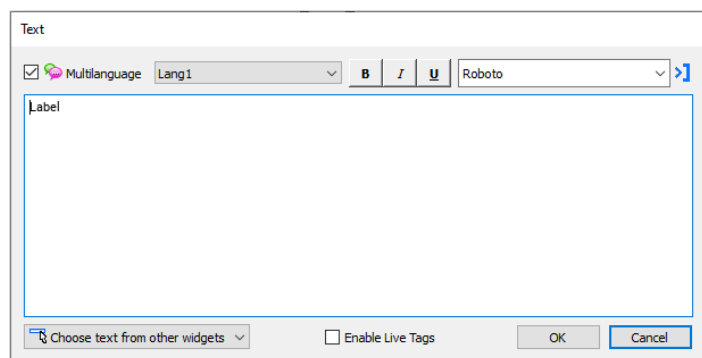 Text
Multilanguage Lang1 B I U Roboto
Label
Choose text from other widgets Enable Live Tags OK Cancel